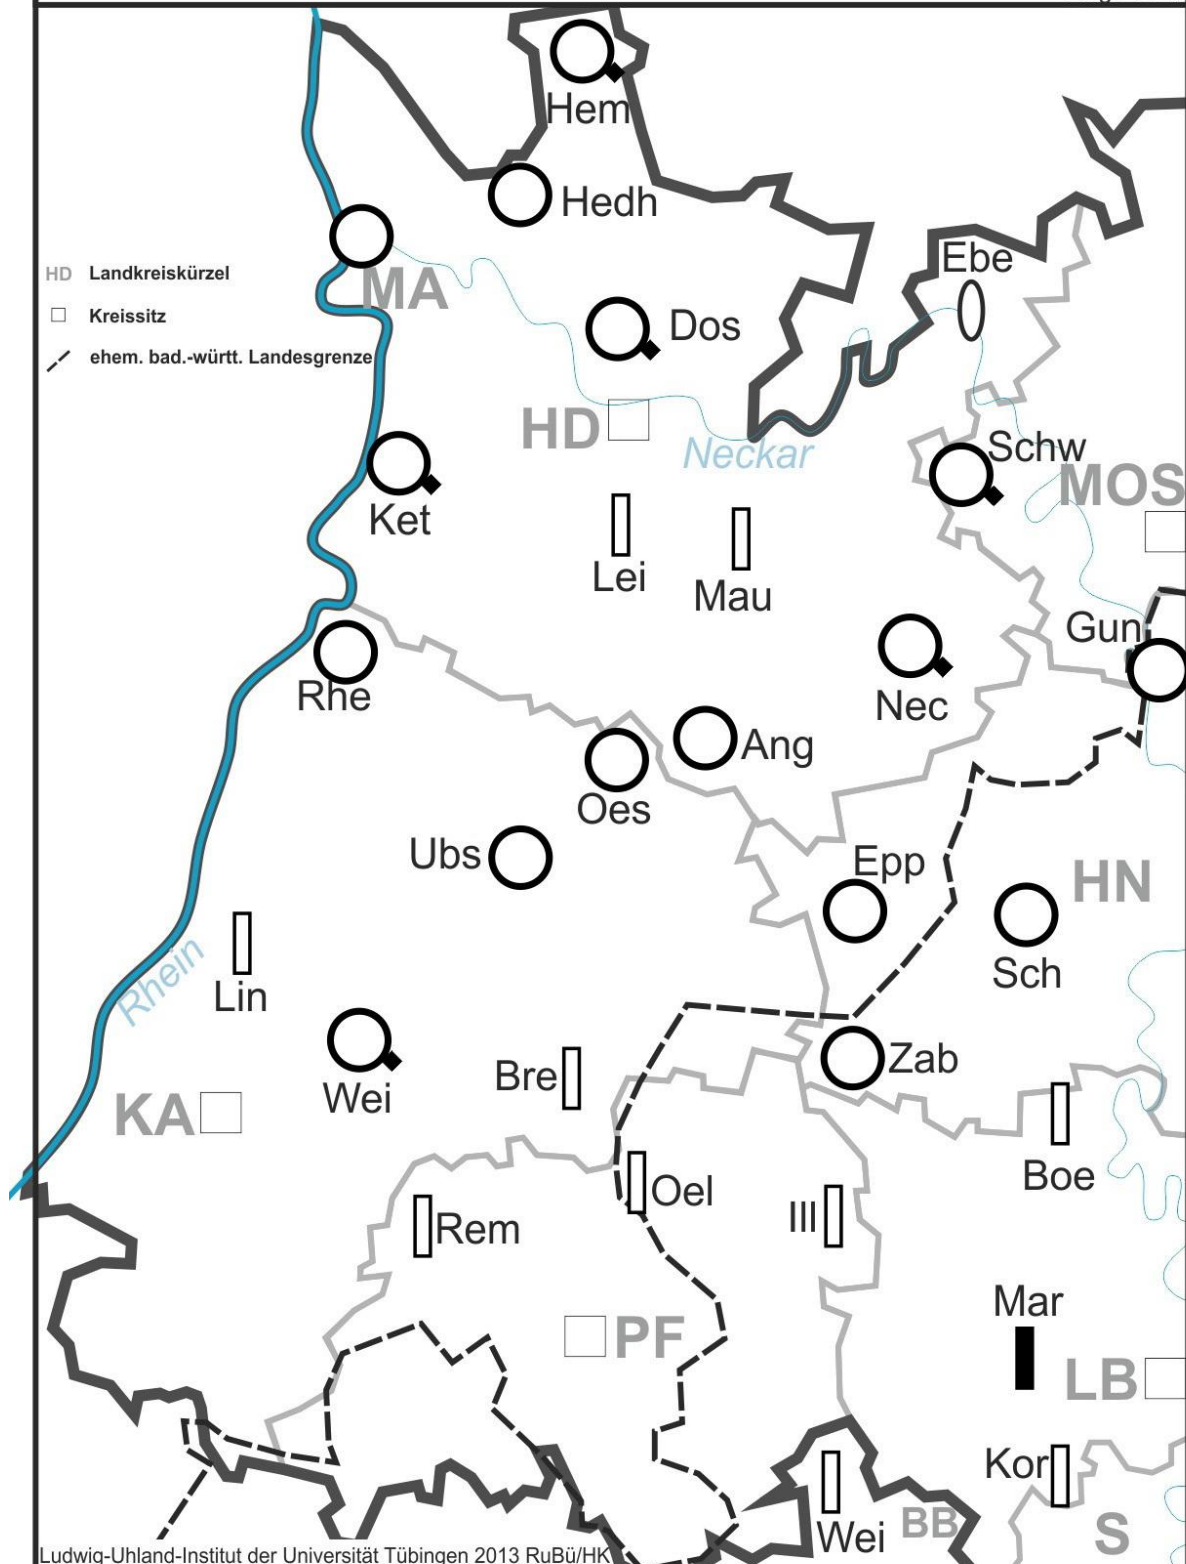 Hem
Hedh
MA
HD Landkreiskürzel
Kreissitz
ehem. bad.-württ. Landesgrenze
Ebe
Dos
HD
Neckar
Schw
MOS
Ket
Lei
Mau
Gun
Rhe
Nec
Ang
Oes
Ubs
Epp
HN
Sch
Rhein
Lin
Zab
Bre
Wei
KA
Boe
Oel
Ill
Rem
Mar
PF
LB
Kor
Wei
BB
S
Ludwig-Uhland-Institut der Universität Tübingen 2013 RuBü/HK